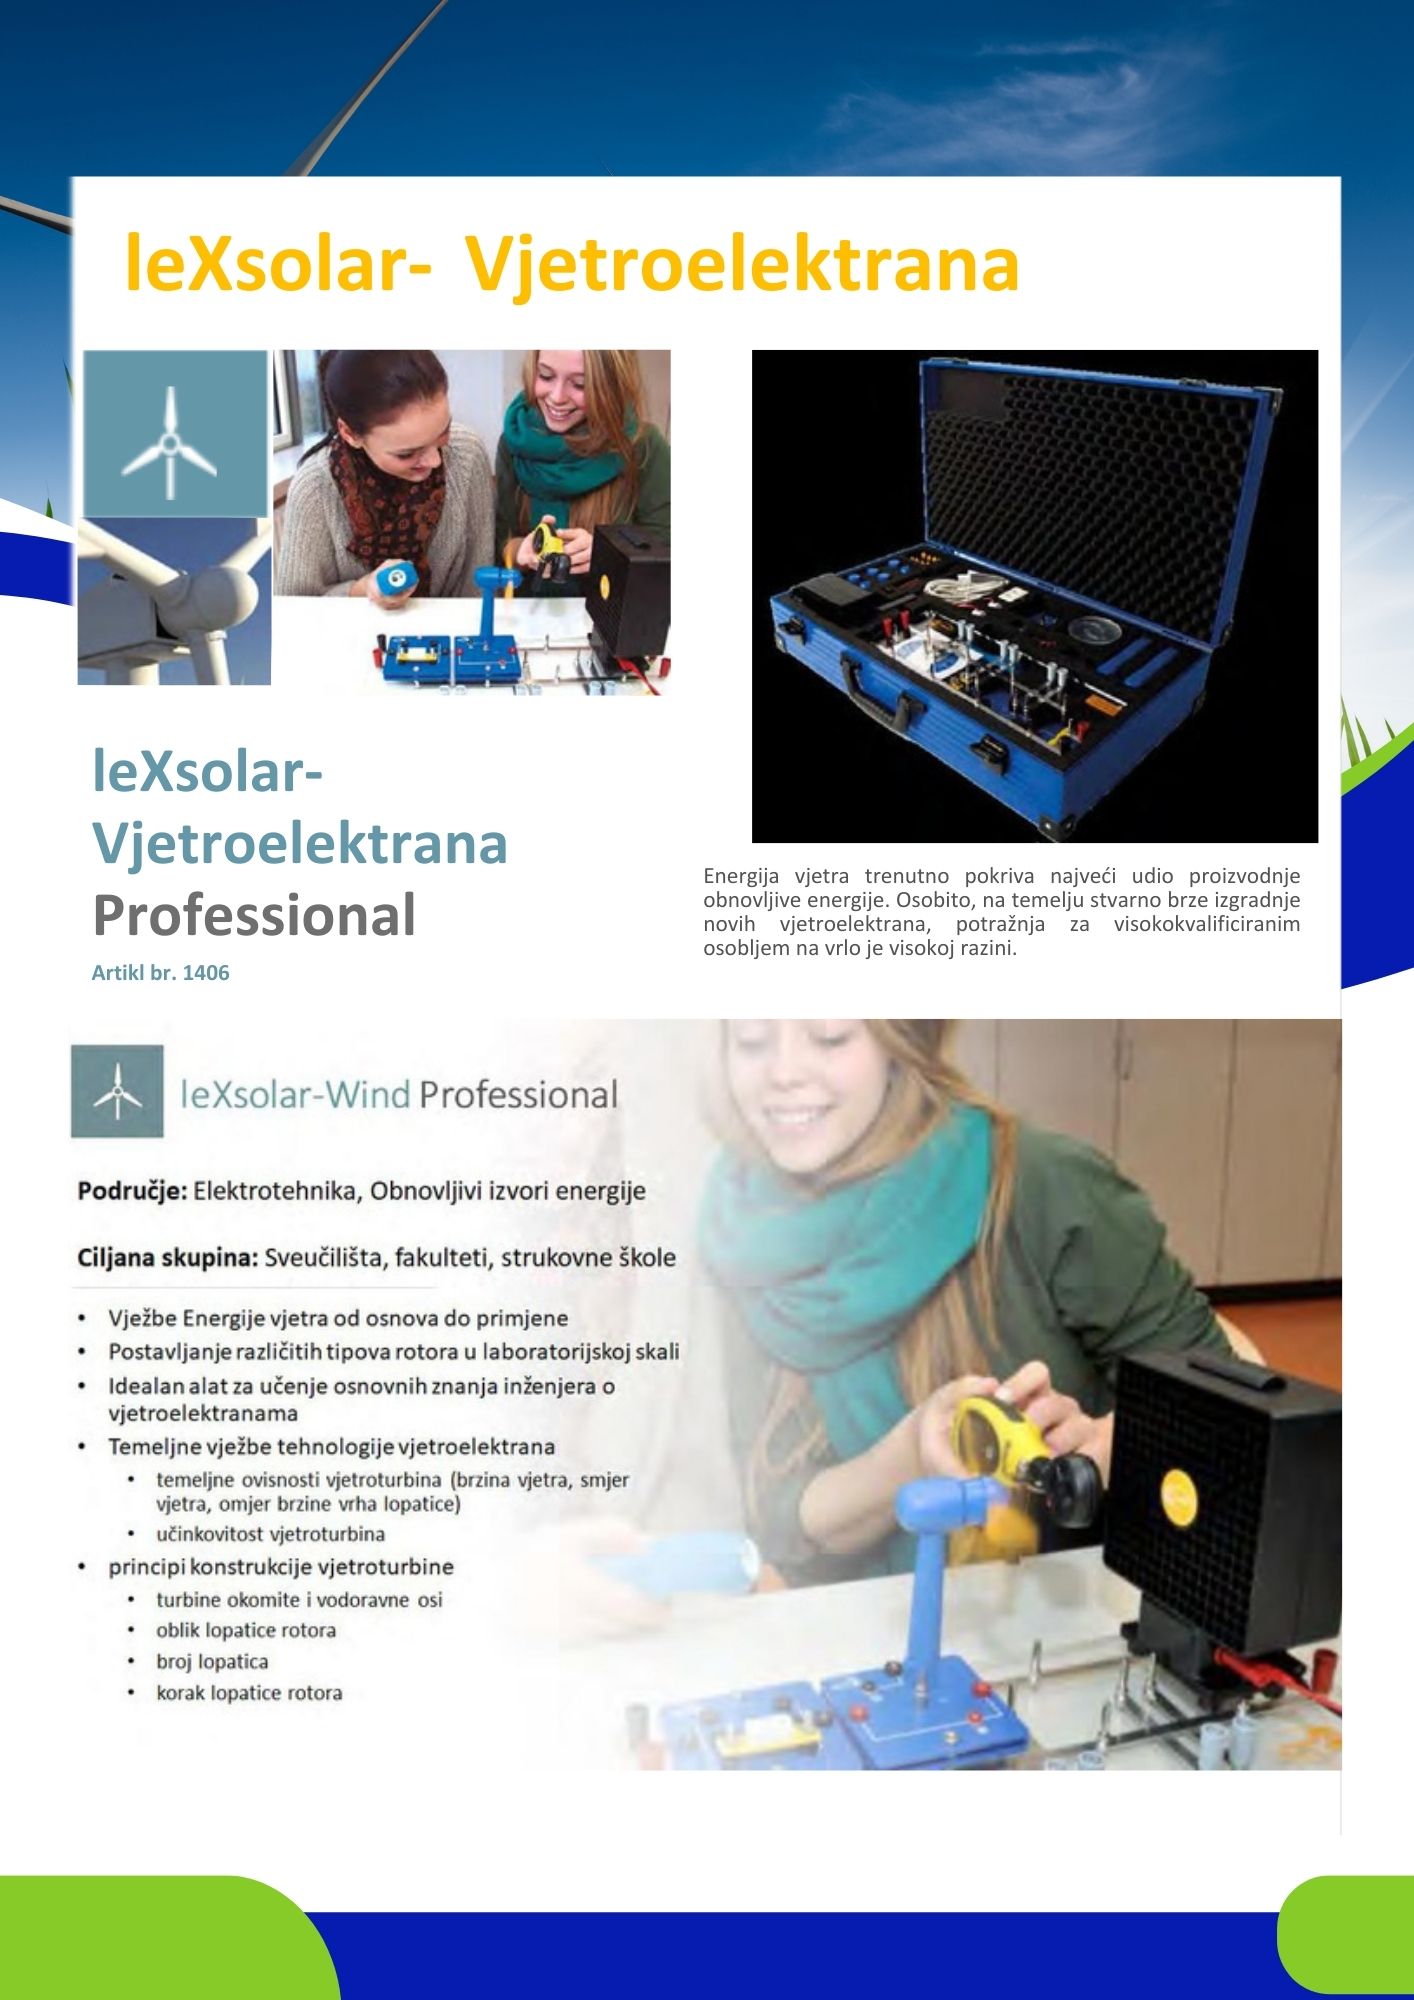 leXsolar- Vjetroelektrana
leXsolar-
Vjetroelektrana
Professional
Artikl br. 1406
Energija vjetra trenutno pokriva najveći udio proizvodnje
obnovljive energije. Osobito, na temelju stvarno brze izgradnje
novih vjetroelektrana, potražnja za visokokvalificiranim
osobljem na vrlo je visokoj razini.
leXsolar-Wind Professional
Područje: Elektrotehnika, Obnovljivi izvori energije
Ciljana skupina: Sveučilišta, fakulteti, strukovne škole
• Vježbe Energije vjetra od osnova do primjene
• Postavljanje različitih tipova rotora u laboratorijskoj skali
• Idealan alat za učenje osnovnih znanja inženjera o
vjetroelektranama
• Temeljne vježbe tehnologije vjetroelektrana
• temeljne ovisnosti vjetroturbina (brzina vjetra, smjer
vjetra, omjer brzine vrha lopatice)
• učinkovitost vjetroturbina
• principi konstrukcije vjetroturbine
• turbine okomite i vodoravne osi
• oblik lopatice rotora
• broj lopatica
• korak lopatice rotora